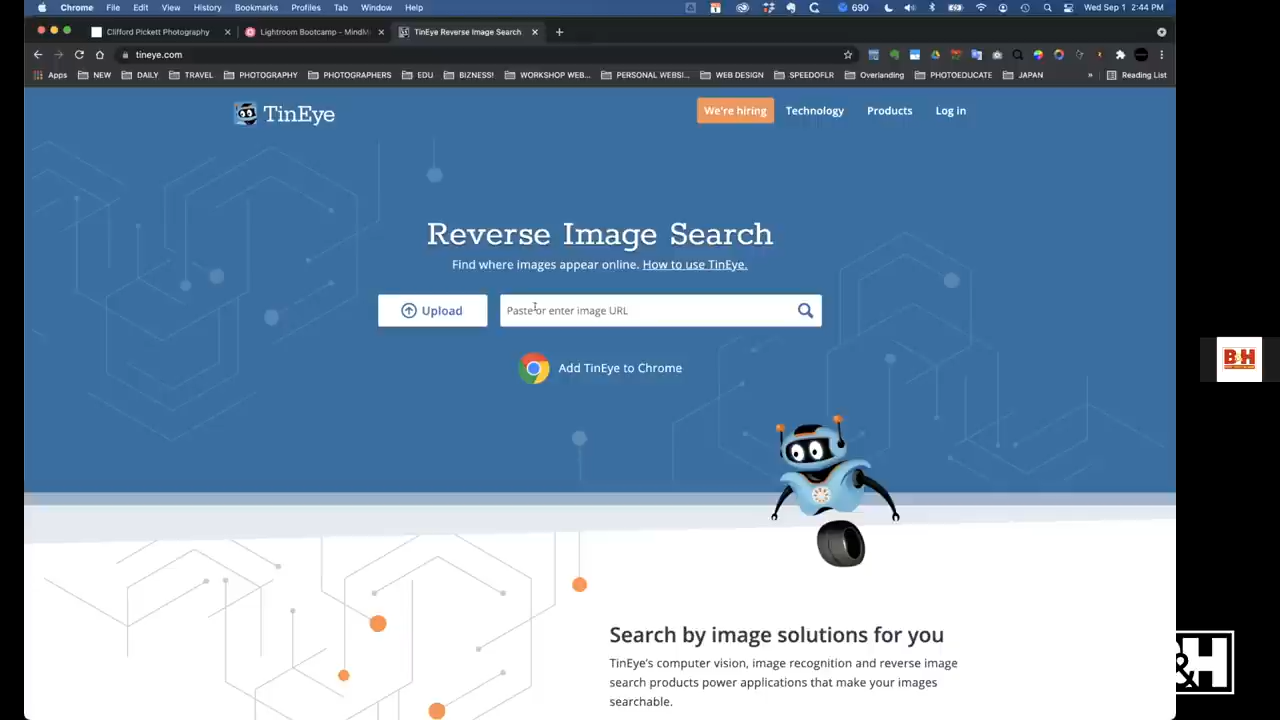 Chrome File Edit View History Bookmarks Profiles Tab Window Help 690 Wed Sep 1 2:44 PM
Clifford Pickett Photography Lightroom Bootcamp - MindM TinEye Reverse Image Search
tineye.com
Apps NEW DAILY TRAVEL PHOTOGRAPHY PHOTOGRAPHERS EDU BIZNESS! WORKSHOP WEB... PERSONAL WEBSI... WEB DESIGN SPEEDOFLR Overlanding PHOTOEDUCATE JAPAN » Reading List
TinEye We're hiring Technology Products Log in
Reverse Image Search
Find where images appear online. How to use TinEye.
Upload Paste or enter image URL
Add TinEye to Chrome
B&H
Search by image solutions for you
TinEye's computer vision, image recognition and reverse image
search products power applications that make your images
searchable.
&H